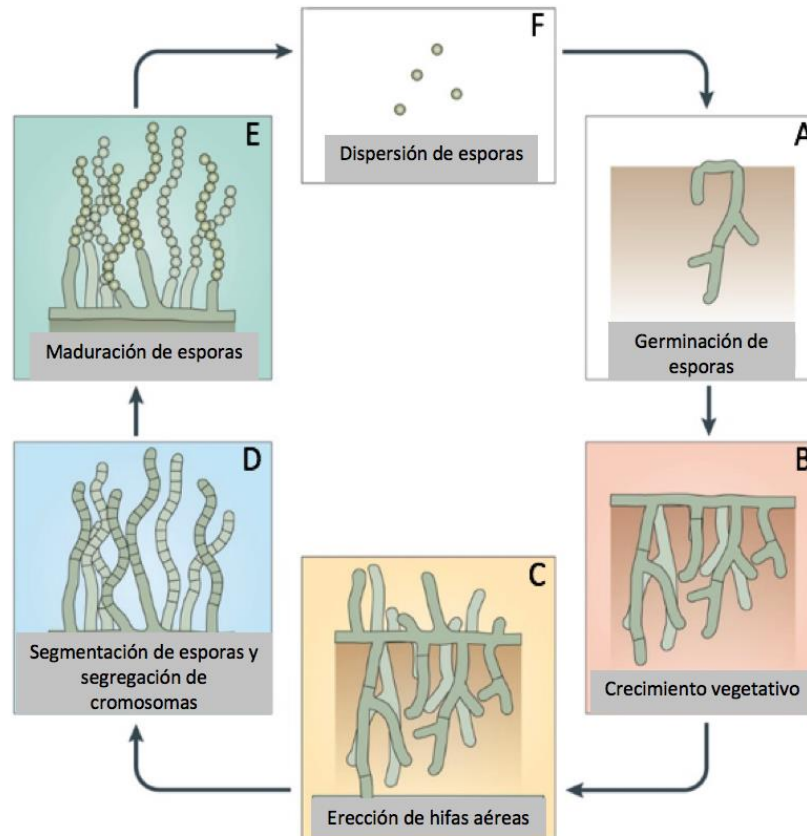 F
Dispersión de esporas
A
Germinación de
esporas
B
Crecimiento vegetativo
C
Erección de hifas aéreas
D
Segmentación de esporas y
segregación de
cromosomas
E
Maduración de esporas